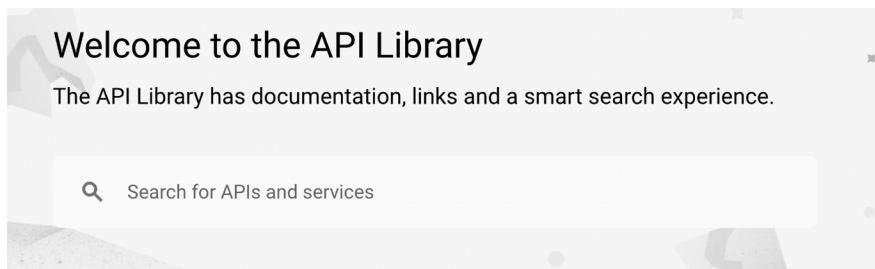 Welcome to the API Library
The API Library has documentation, links and a smart search experience.
Search for APIs and services